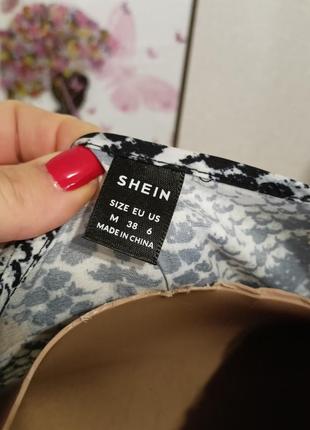 SHEIN
SIZE EU US
M 38 6
MADE IN CHINA